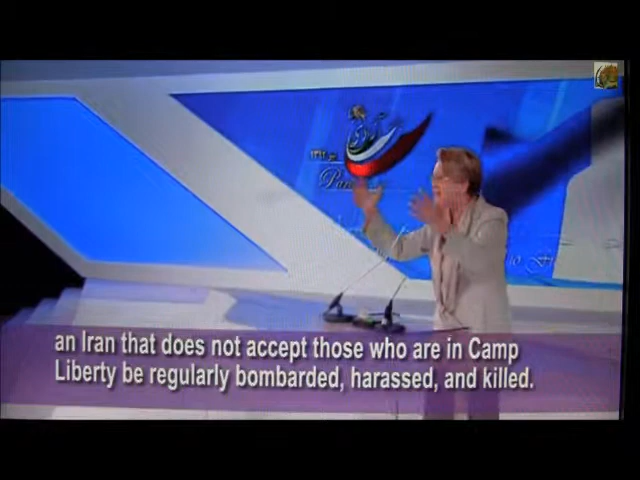 an Iran that does not accept those who are in Camp
Liberty be regularly bombarded, harassed, and killed.